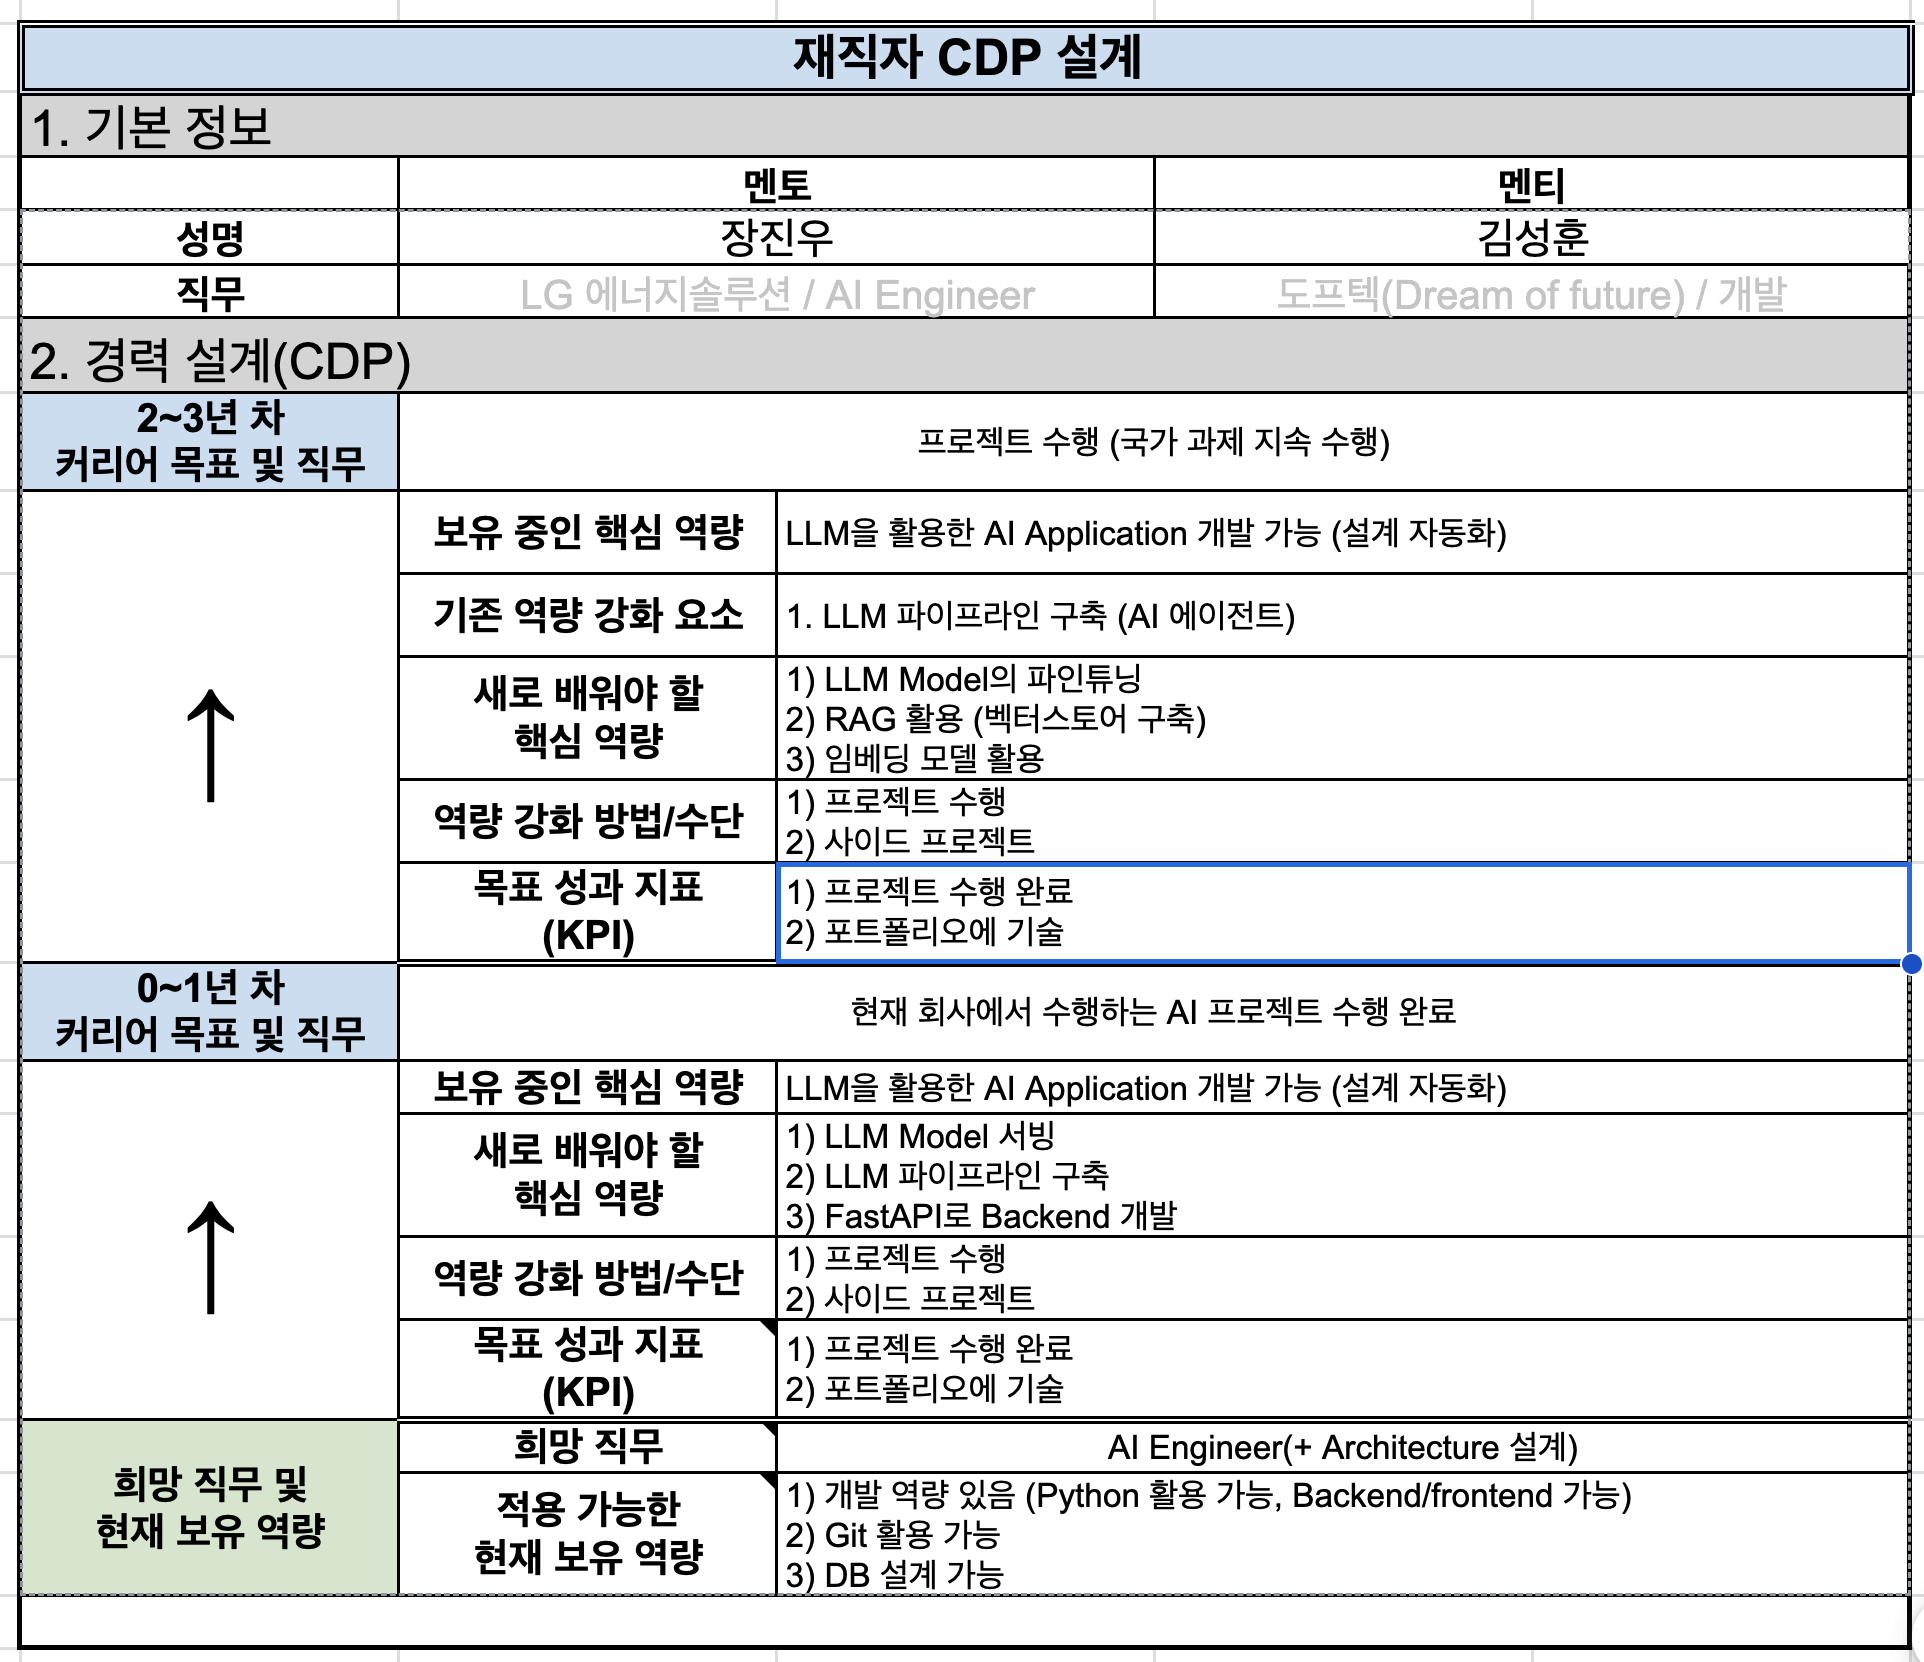 재직자 CDP 설계
1. 기본 정보
멘토
멘티
성명
장진우
김성훈
직무
LG 에너지솔루션 / AI Engineer
도프텍(Dream of future) / 개발
2. 경력 설계(CDP)
2~3년 차
커리어 목표 및 직무
프로젝트 수행 (국가 과제 지속 수행)
↑
보유 중인 핵심 역량
LLM을 활용한 AI Application 개발 가능 (설계 자동화)
기존 역량 강화 요소
1. LLM 파이프라인 구축 (AI 에이전트)
새로 배워야 할
핵심 역량
1) LLM Model의 파인튜닝
2) RAG 활용 (벡터스토어 구축)
3) 임베딩 모델 활용
역량 강화 방법/수단
1) 프로젝트 수행
2) 사이드 프로젝트
목표 성과 지표
(KPI)
1) 프로젝트 수행 완료
2) 포트폴리오에 기술
0~1년 차
커리어 목표 및 직무
현재 회사에서 수행하는 AI 프로젝트 수행 완료
↑
보유 중인 핵심 역량
LLM을 활용한 AI Application 개발 가능 (설계 자동화)
새로 배워야 할
핵심 역량
1) LLM Model 서빙
2) LLM 파이프라인 구축
3) FastAPI로 Backend 개발
역량 강화 방법/수단
1) 프로젝트 수행
2) 사이드 프로젝트
목표 성과 지표
(KPI)
1) 프로젝트 수행 완료
2) 포트폴리오에 기술
희망 직무 및
현재 보유 역량
희망 직무
AI Engineer(+ Architecture 설계)
적용 가능한
현재 보유 역량
1) 개발 역량 있음 (Python 활용 가능, Backend/frontend 가능)
2) Git 활용 가능
3) DB 설계 가능